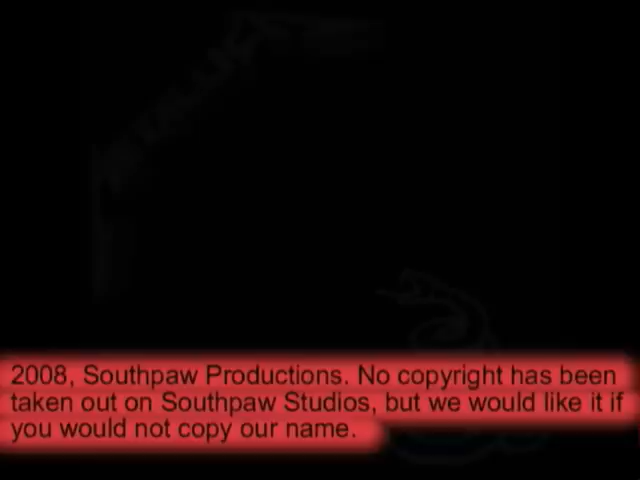 METALLICA
2008, Southpaw Productions. No copyright has been
taken out on Southpaw Studios, but we would like it if
you would not copy our name.